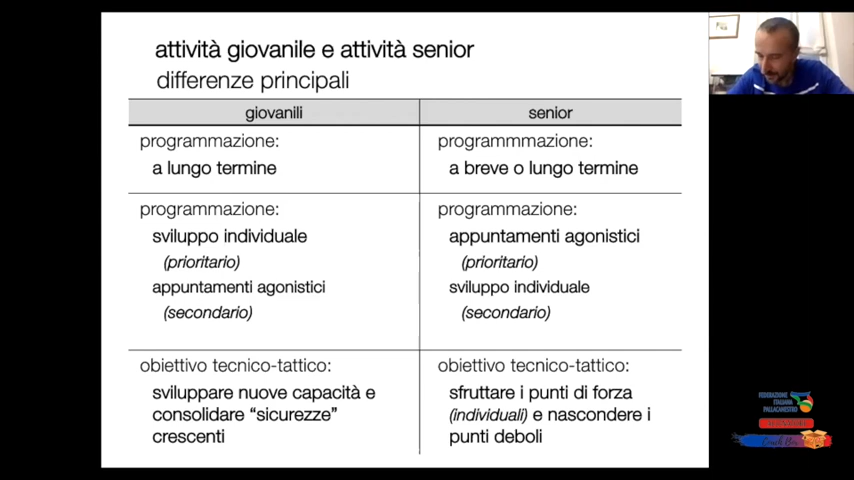 attività giovanile e attività senior
differenze principali
giovanili
senior
programmazione:
a lungo termine
programmmazione:
a breve o lungo termine
programmazione:
sviluppo individuale
(prioritario)
appuntamenti agonistici
(secondario)
programmazione:
appuntamenti agonistici
(prioritario)
sviluppo individuale
(secondario)
obiettivo tecnico-tattico:
sviluppare nuove capacità e
consolidare “sicurezze”
crescenti
obiettivo tecnico-tattico:
sfruttare i punti di forza
(individuali) e nascondere i
punti deboli
FEDERAZIONE
ITALIANA
PALLACANESTRO
Coach Box